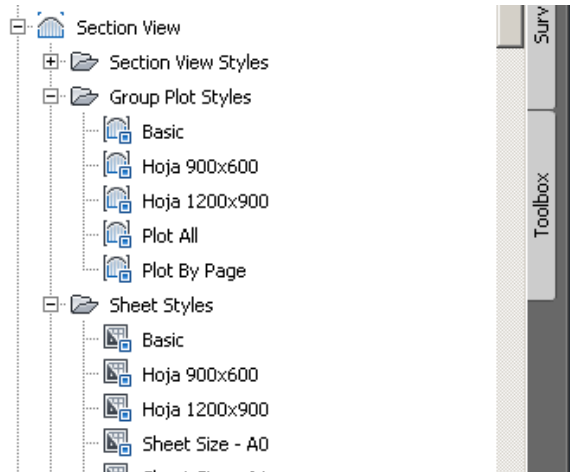 Section View
Section View Styles
Group Plot Styles
Basic
Hoja 900x600
Hoja 1200x900
Plot All
Plot By Page
Sheet Styles
Basic
Hoja 900x600
Hoja 1200x900
Sheet Size - A0
Surv
Toolbox